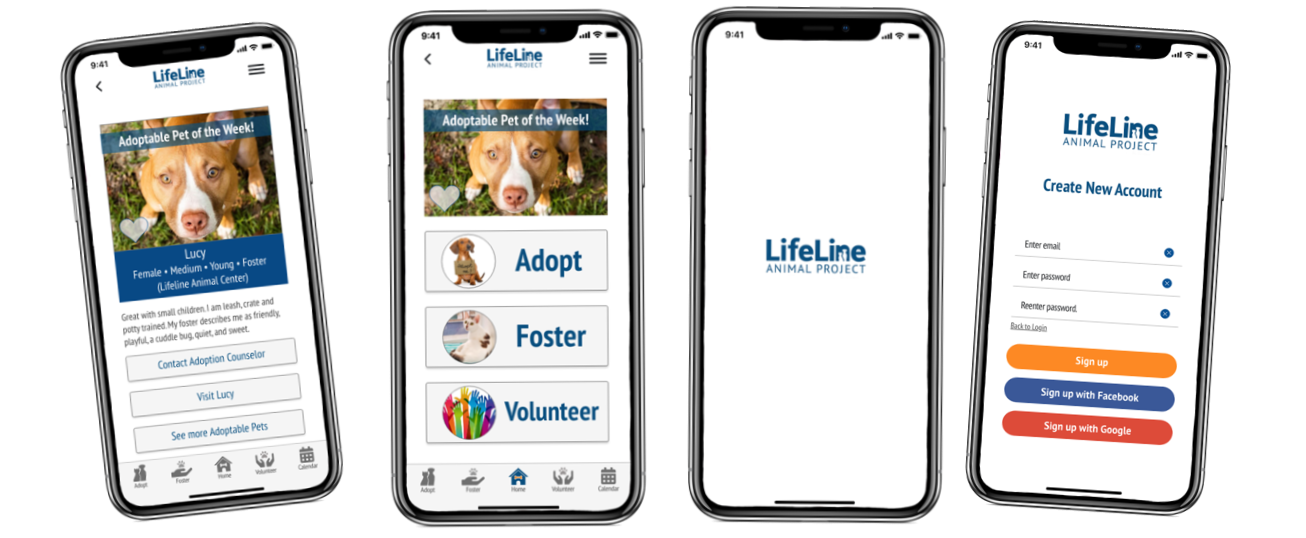 9:41
LifeLine
ANIMAL PROJECT
Adoptable Pet of the Week!
Lucy
Female • Medium • Young • Foster
(Lifeline Animal Center)
Great with small children. I am leash, crate and
potty trained. My foster describes me as friendly,
playful, a cuddle bug, quiet, and sweet.
Contact Adoption Counselor
Visit Lucy
See more Adoptable Pets
Adopt
Foster
Home
Volunteer
Calendar
9:41
LifeLine
ANIMAL PROJECT
Adoptable Pet of the Week!
Adopt
Foster
Volunteer
Adopt
Foster
Home
Volunteer
Calendar
9:41
LifeLine
ANIMAL PROJECT
9:41
LifeLine
ANIMAL PROJECT
Create New Account
Enter email
Enter password
Reenter password.
Back to Login
Sign up
Sign up with Facebook
Sign up with Google